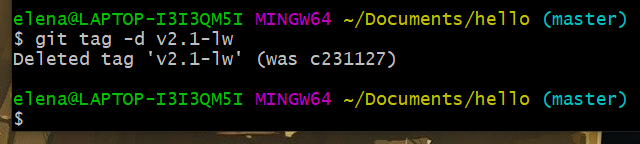 elena@LAPTOP-I3I3QM5I MINGW64 ~/Documents/hello (master)
$ git tag -d v2.1-lw
Deleted tag 'v2.1-lw' (was c231127)
elena@LAPTOP-I3I3QM5I MINGW64 ~/Documents/hello (master)
$